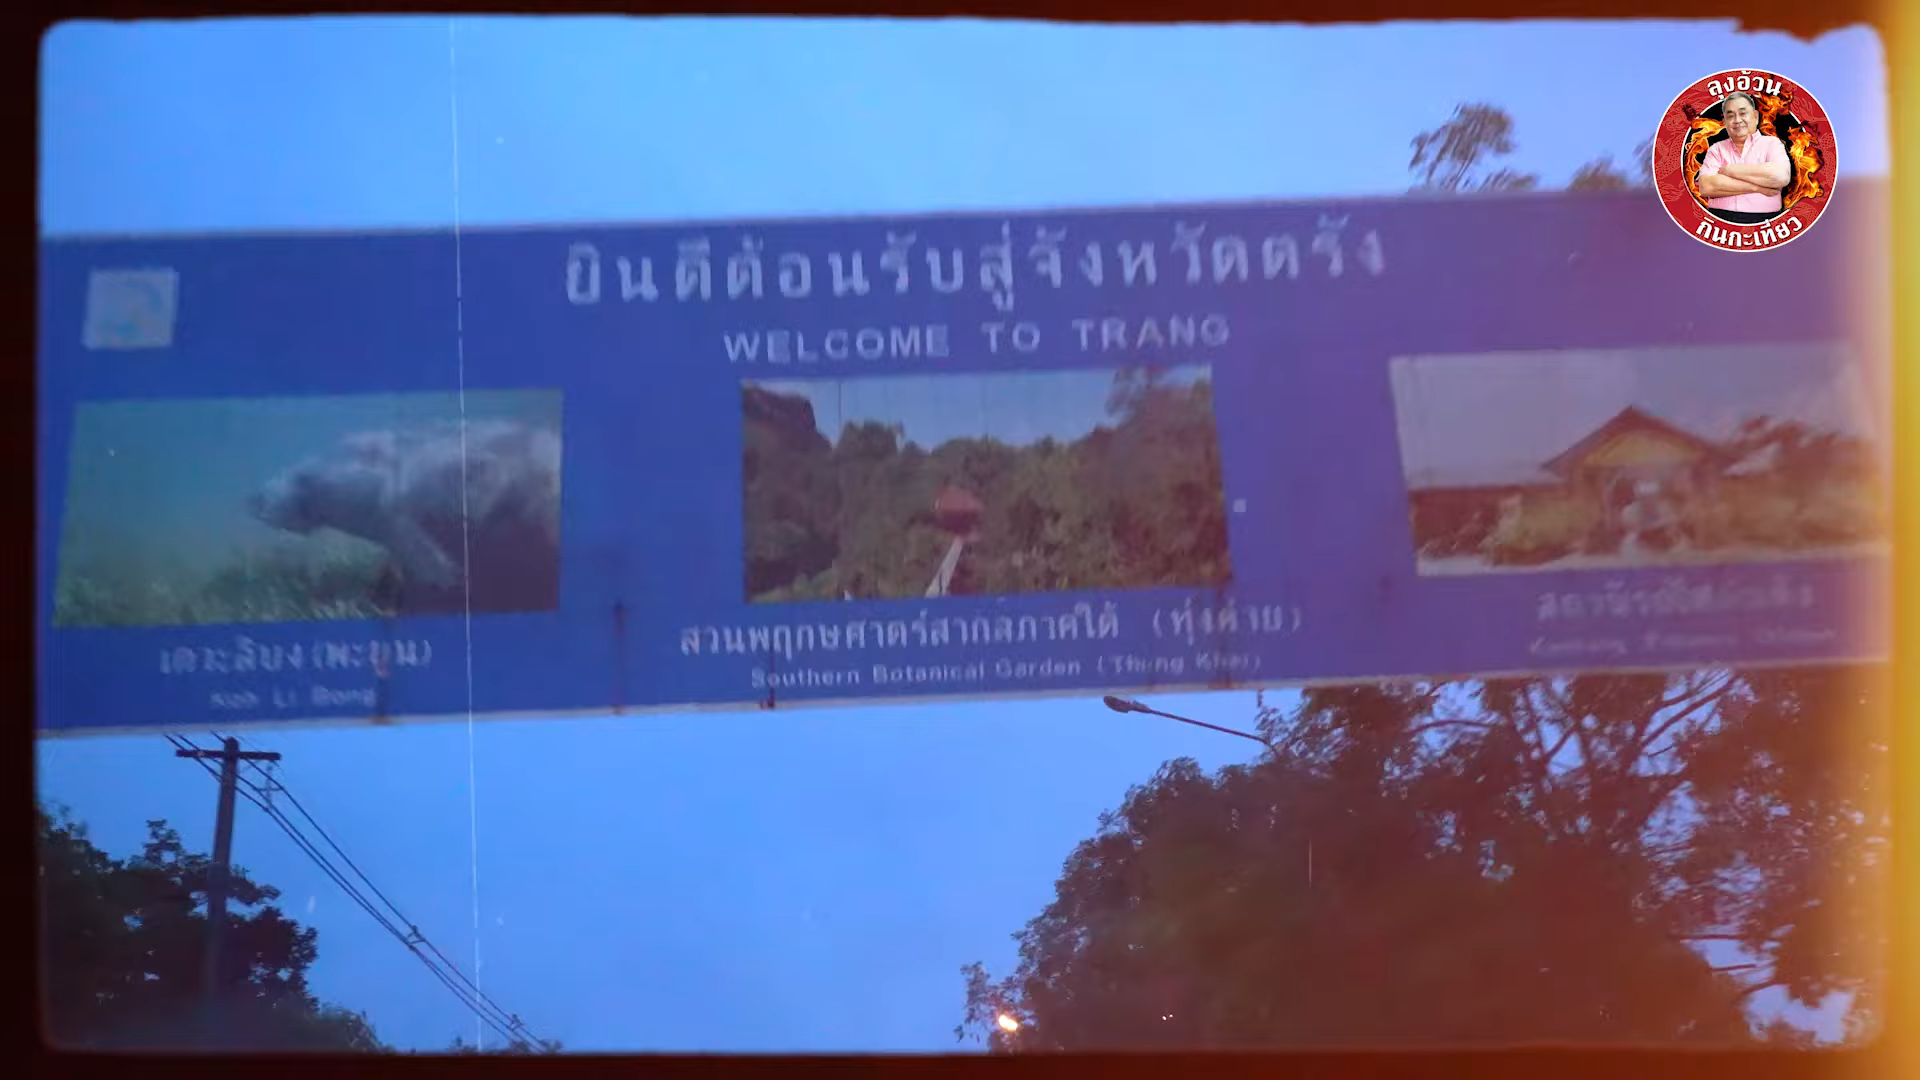 ลุงอ้วน
กินกะเที่ยว
ยินดีต้อนรับสู่จังหวัดตรัง
WELCOME TO TRANG
เกาะลิบง (พะยูน)
Koh Li Bong
สวนพฤกษศาสตร์สากลภาคใต้ (ทุ่งค่าย)
Southern Botanical Garden (Thung Khai)